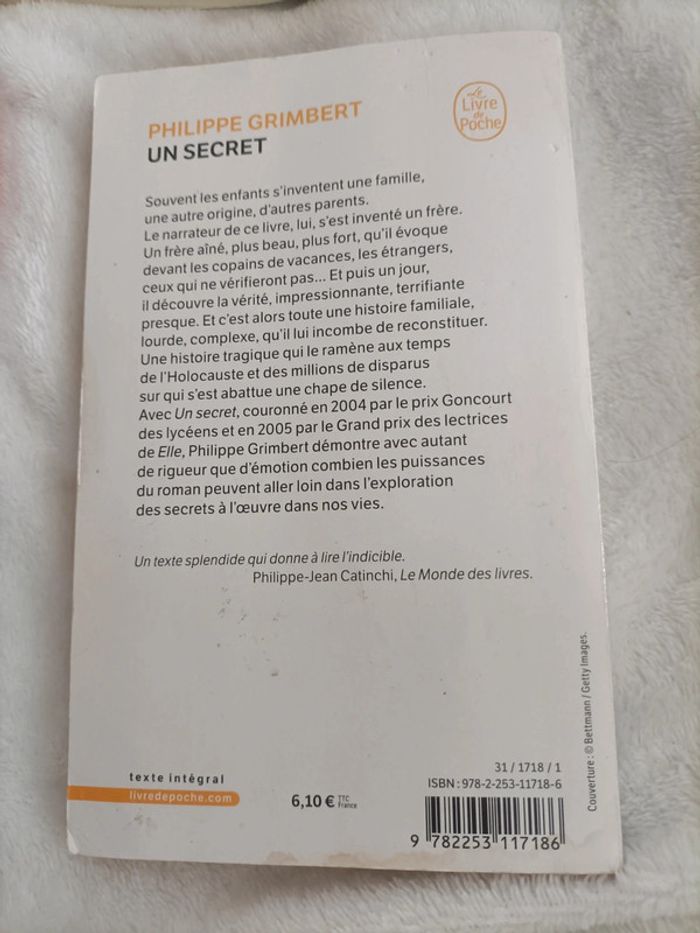 PHILIPPE GRIMBERT
UN SECRET
Le
Livre
de
Poche
Souvent les enfants s'inventent une famille,
une autre origine, d'autres parents.
Le narrateur de ce livre, lui, s'est inventé un frère.
Un frère aîné, plus beau, plus fort, qu'il évoque
devant les copains de vacances, les étrangers,
ceux qui ne vérifieront pas... Et puis un jour,
il découvre la vérité, impressionnante, terrifiante
presque. Et c'est alors toute une histoire familiale,
lourde, complexe, qu'il lui incombe de reconstituer.
Une histoire tragique qui le ramène aux temps
de l'Holocauste et des millions de disparus
sur qui s'est abattue une chape de silence.
Avec Un secret, couronné en 2004 par le prix Goncourt
des lycéens et en 2005 par le Grand prix des lectrices
de Elle, Philippe Grimbert démontre avec autant
de rigueur que d'émotion combien les puissances
du roman peuvent aller loin dans l'exploration
des secrets à l'œuvre dans nos vies.
Un texte splendide qui donne à lire l'indicible.
Philippe-Jean Catinchi, Le Monde des livres.
Couverture : © Bettmann / Getty Images.
texte intégral
livredepoche.com
6,10 € TTC
France
31 / 1718 / 1
ISBN : 978-2-253-11718-6
9 782253 117186